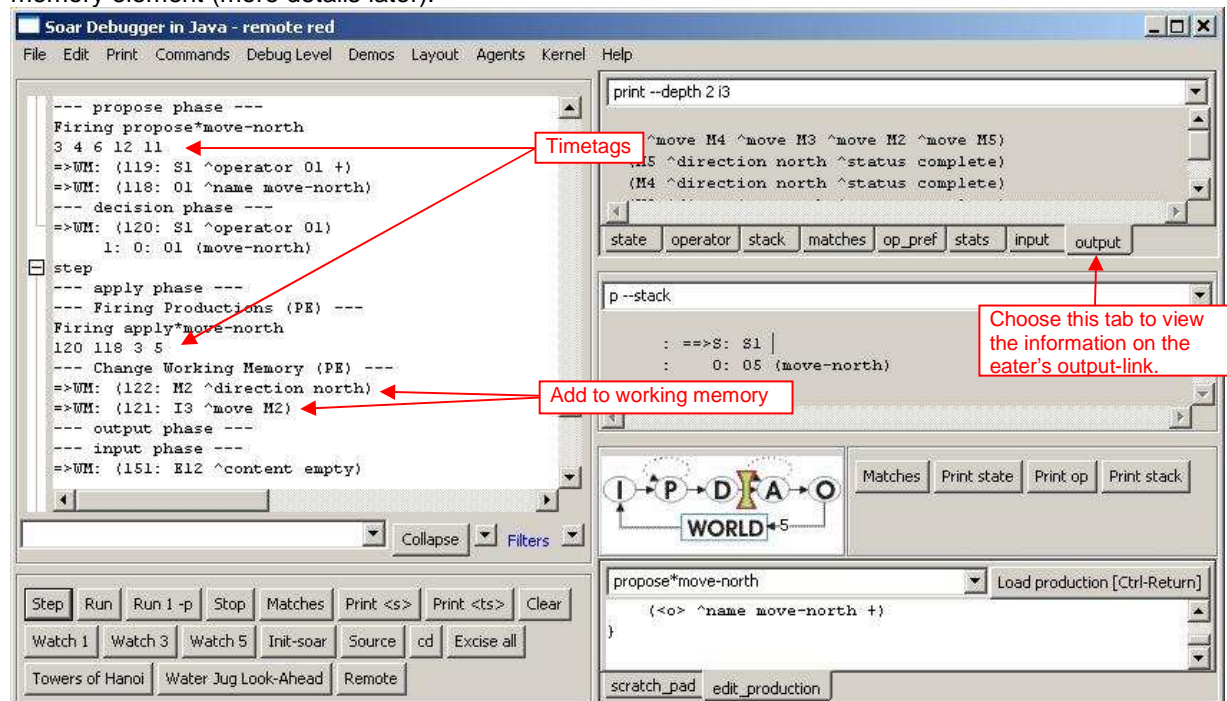 memory element (more details later).
Soar Debugger in Java - remote red
File Edit Print Commands Debug Level Demos Layout Agents Kernel Help
--- propose phase ---
Firing propose*move-north
3 4 6 12 11
=>WM: (119: S1 ^operator O1 +)
=>WM: (118: O1 ^name move-north)
--- decision phase ---
=>WM: (120: S1 ^operator O1)
1: O: O1 (move-north)
step
--- apply phase ---
--- Firing Productions (PE) ---
Firing apply*move-north
120 118 3 5
--- Change Working Memory (PE) ---
=>WM: (122: M2 ^direction north)
=>WM: (121: I3 ^move M2)
--- output phase ---
--- input phase ---
=>WM: (151: E12 ^content empty)
Timetags
Add to working memory
Collapse Filters
Step Run Run 1 -p Stop Matches Print <s> Print <ts> Clear
Watch 1 Watch 3 Watch 5 Init-soar Source cd Excise all
Towers of Hanoi Water Jug Look-Ahead Remote
print --depth 2 i3
^move M4 ^move M3 ^move M2 ^move M5)
^direction north ^status complete)
(M4 ^direction north ^status complete)
state operator stack matches op_pref stats input output
p --stack
: ==>S: S1
: O: O5 (move-north)
Choose this tab to view
the information on the
eater's output-link.
I P D A O
WORLD 5
Matches Print state Print op Print stack
propose*move-north Load production [Ctrl-Return]
(<o> ^name move-north +)
}
scratch_pad edit_production